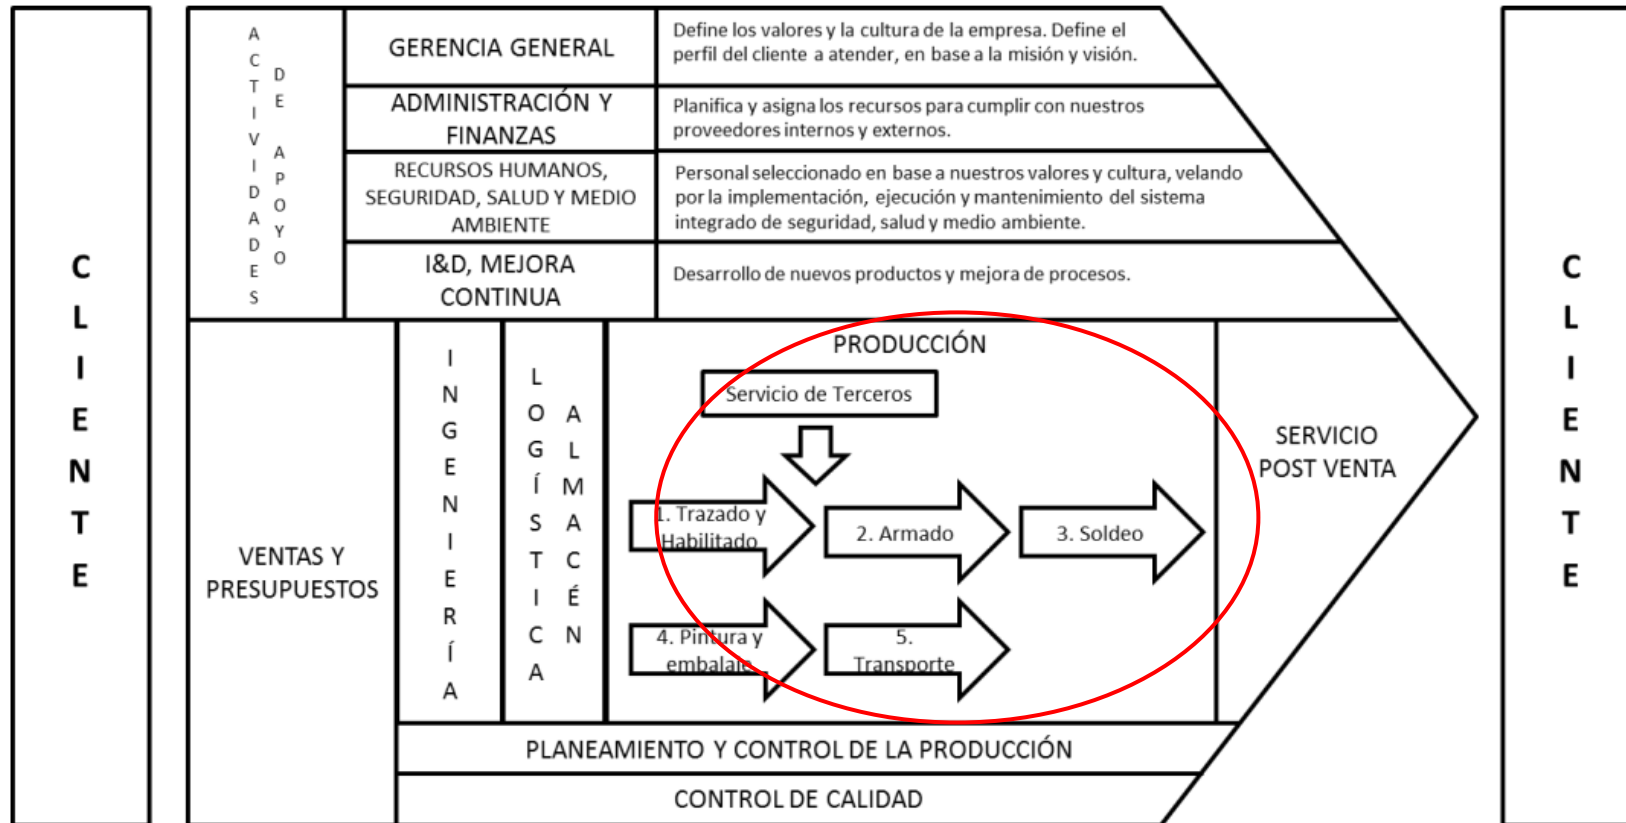 CLIENTE
ACTIVIDADES
DE APOYO
GERENCIA GENERAL
Define los valores y la cultura de la empresa. Define el
perfil del cliente a atender, en base a la misión y visión.
ADMINISTRACIÓN Y
FINANZAS
Planifica y asigna los recursos para cumplir con nuestros
proveedores internos y externos.
RECURSOS HUMANOS,
SEGURIDAD, SALUD Y MEDIO
AMBIENTE
Personal seleccionado en base a nuestros valores y cultura, velando
por la implementación, ejecución y mantenimiento del sistema
integrado de seguridad, salud y medio ambiente.
I&D, MEJORA
CONTINUA
Desarrollo de nuevos productos y mejora de procesos.
VENTAS Y
PRESUPUESTOS
INGENIERÍA
LOGÍSTICA
ALMACÉN
PRODUCCIÓN
Servicio de Terceros
1. Trazado y
Habilitado
2. Armado
3. Soldeo
4. Pintura y
embalaje
5.
Transporte
SERVICIO
POST VENTA
PLANEAMIENTO Y CONTROL DE LA PRODUCCIÓN
CONTROL DE CALIDAD
CLIENTE